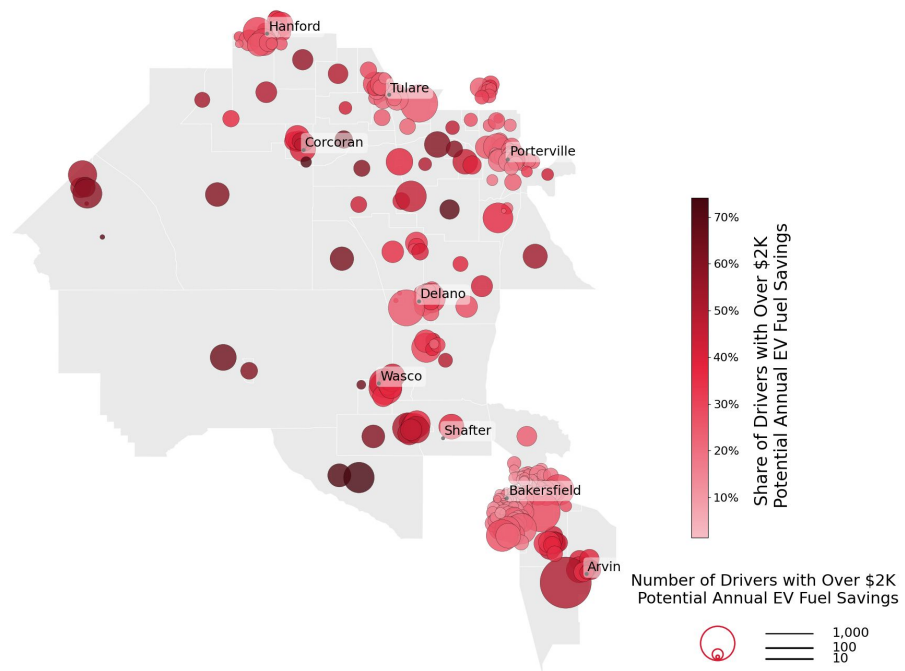 Hanford
Tulare
Corcoran
Porterville
Delano
Wasco
Shafter
Bakersfield
Arvin
70%
60%
50%
40%
30%
20%
10%
Share of Drivers with Over $2K
Potential Annual EV Fuel Savings
Number of Drivers with Over $2K
Potential Annual EV Fuel Savings
1,000
100
10